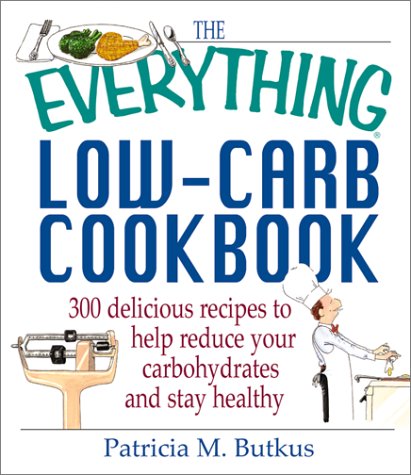 THE
EVERYTHING®
LOW-CARB
COOKBOOK
300 delicious recipes to
help reduce your
carbohydrates
and stay healthy
Patricia M. Butkus